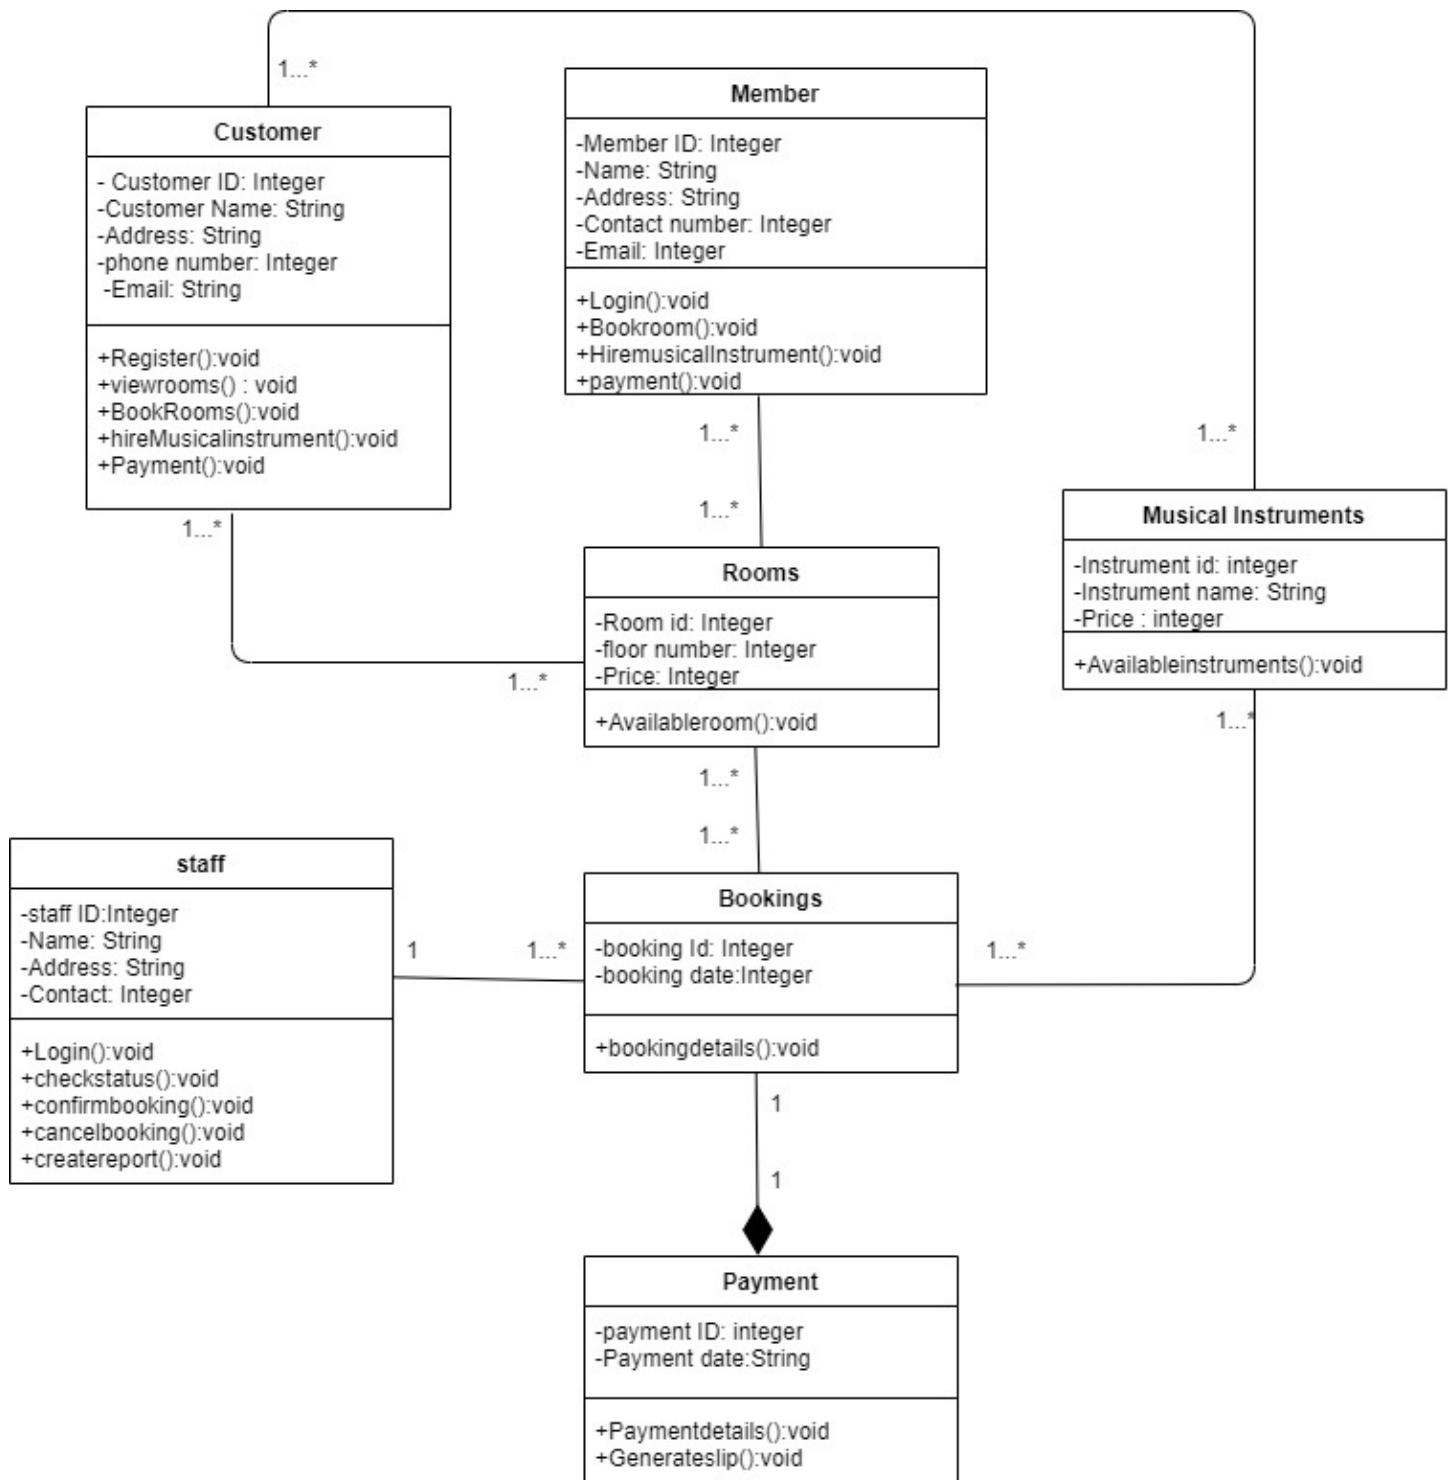 1...*
Customer
- Customer ID: Integer
-Customer Name: String
-Address: String
-phone number: Integer
-Email: String
+Register():void
+viewrooms() : void
+BookRooms():void
+hireMusicalinstrument():void
+Payment():void
1...*
Member
-Member ID: Integer
-Name: String
-Address: String
-Contact number: Integer
-Email: Integer
+Login():void
+Bookroom():void
+HiremusicalInstrument():void
+payment():void
1...*
1...*
1...*
Musical Instruments
-Instrument id: integer
-Instrument name: String
-Price : integer
+Availableinstruments():void
1...*
Rooms
-Room id: Integer
-floor number: Integer
-Price: Integer
+Availableroom():void
1...*
1...*
1...*
staff
-staff ID:Integer
-Name: String
-Address: String
-Contact: Integer
+Login():void
+checkstatus():void
+confirmbooking():void
+cancelbooking():void
+createreport():void
1
1...*
Bookings
-booking Id: Integer
-booking date:Integer
+bookingdetails():void
1...*
1
1
Payment
-payment ID: integer
-Payment date:String
+Paymentdetails():void
+Generateslip():void